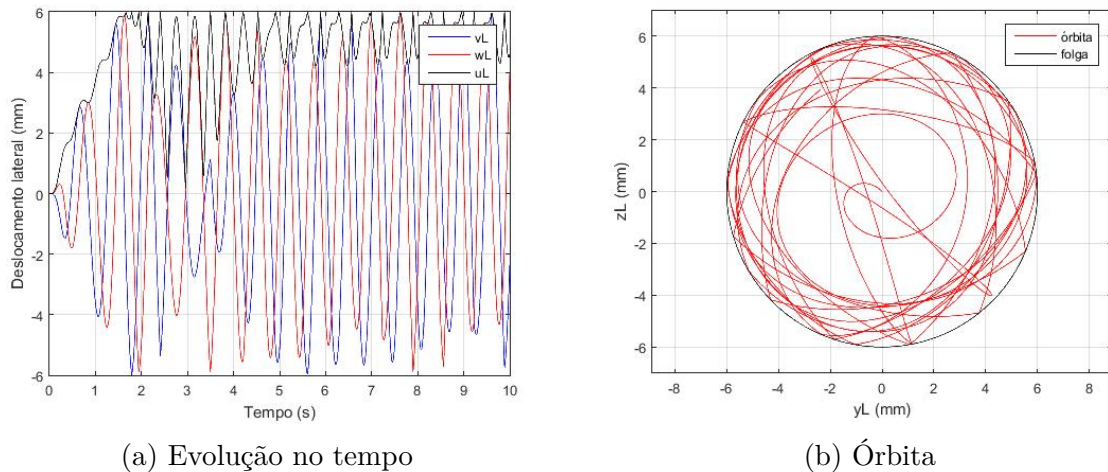 Deslocamento lateral (mm)
6
4
2
0
-2
-4
-6
0 1 2 3 4 5 6 7 8 9 10
Tempo (s)
vL
wL
uL
(a) Evolução no tempo
zL (mm)
6
4
2
0
-2
-4
-6
-8 -6 -4 -2 0 2 4 6 8
yL (mm)
órbita
folga
(b) Órbita